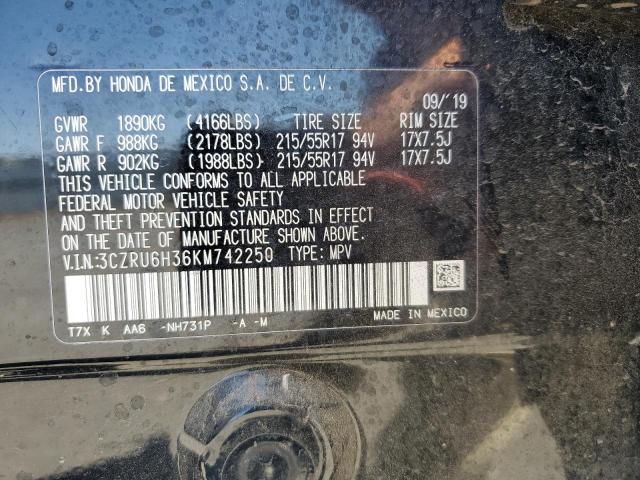 MFD.BY HONDA DE MEXICO S.A. DE C.V.
09/'19
GVWR 1890KG (4166LBS) TIRE SIZE RIM SIZE
GAWR F 988KG (2178LBS) 215/55R17 94V 17X7.5J
GAWR R 902KG (1988LBS) 215/55R17 94V 17X7.5J
THIS VEHICLE CONFORMS TO ALL APPLICABLE
FEDERAL MOTOR VEHICLE SAFETY
AND THEFT PREVENTION STANDARDS IN EFFECT
ON THE DATE OF MANUFACTURE SHOWN ABOVE.
V.I.N.:3CZRU6H36KM742250 TYPE: MPV
T7X K AA6 -NH731P -A -M MADE IN MEXICO